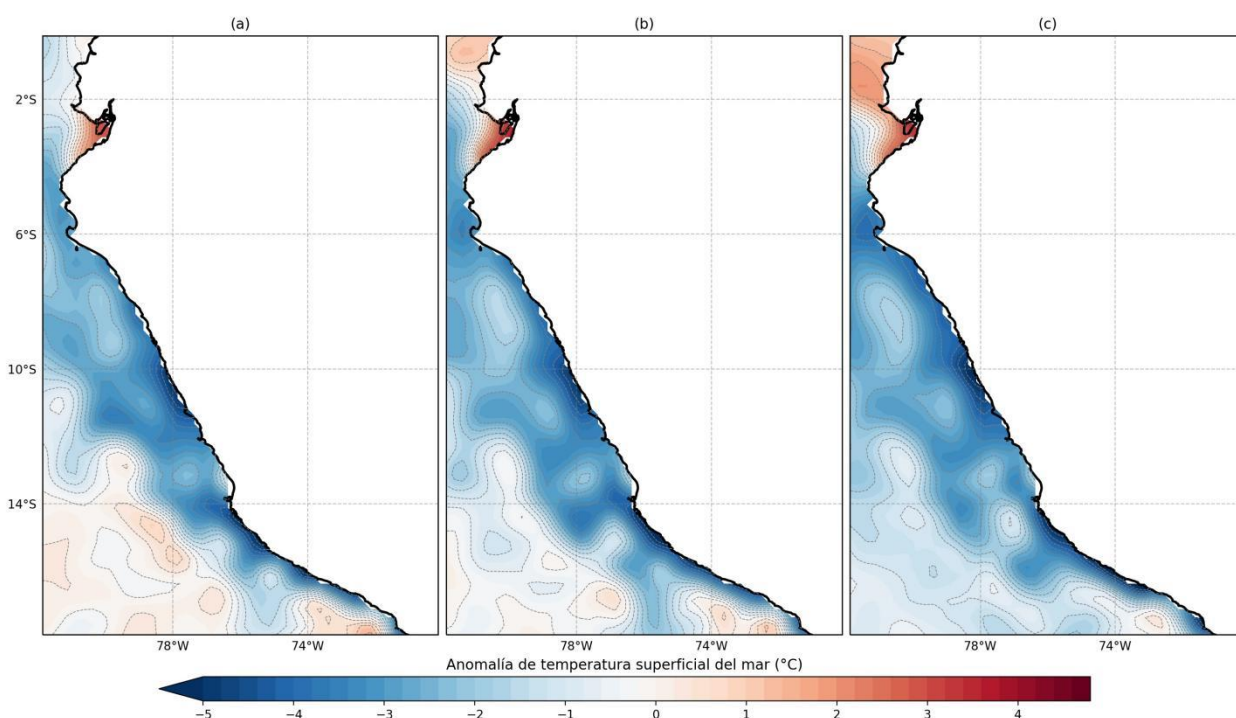 (a) (b) (c)
2°S
6°S
10°S
14°S
78°W 74°W 78°W 74°W 78°W 74°W
Anomalía de temperatura superficial del mar (°C)
−5 −4 −3 −2 −1 0 1 2 3 4